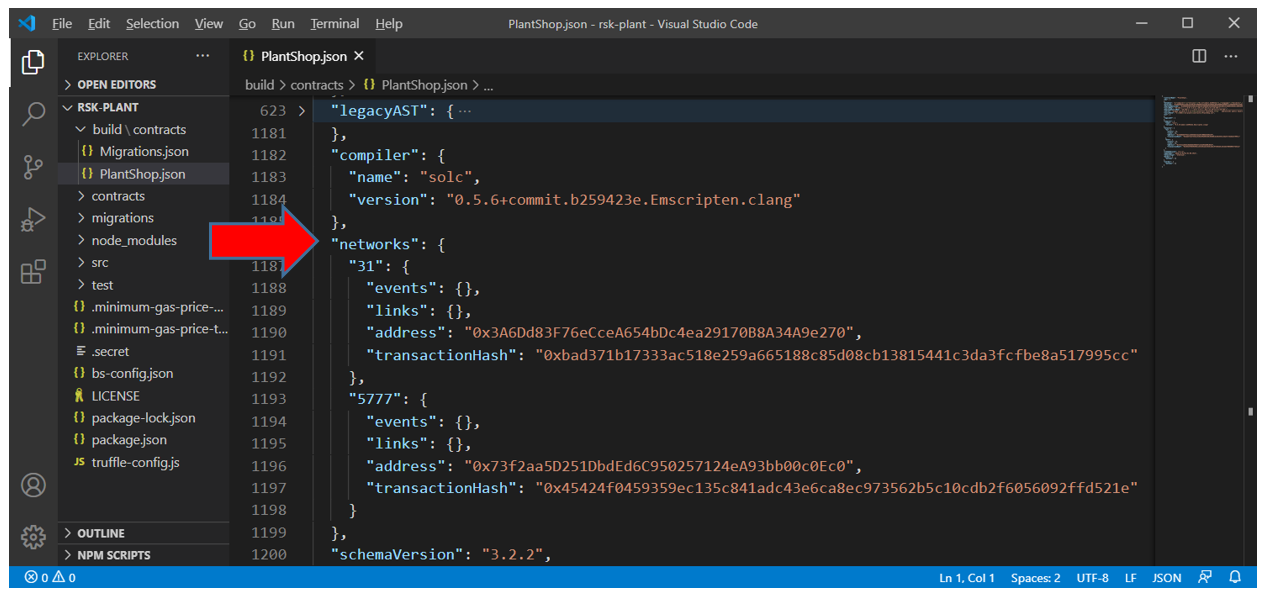 File Edit Selection View Go Run Terminal Help PlantShop.json - rsk-plant - Visual Studio Code
EXPLORER ···
OPEN EDITORS
RSK-PLANT
build \ contracts
{} Migrations.json
{} PlantShop.json
contracts
migrations
node_modules
src
test
{} .minimum-gas-price-...
{} .minimum-gas-price-t...
.secret
{} bs-config.json
LICENSE
{} package-lock.json
{} package.json
JS truffle-config.js
OUTLINE
NPM SCRIPTS
{} PlantShop.json ×
build > contracts > {} PlantShop.json > ...
623 > "legacyAST": { ···
1181 },
1182 "compiler": {
1183 "name": "solc",
1184 "version": "0.5.6+commit.b259423e.Emscripten.clang"
},
"networks": {
1187 "31": {
1188 "events": {},
1189 "links": {},
1190 "address": "0x3A6Dd83F76eCceA654bDc4ea29170B8A34A9e270",
1191 "transactionHash": "0xbad371b17333ac518e259a665188c85d08cb13815441c3da3fcfbe8a517995cc"
1192 },
1193 "5777": {
1194 "events": {},
1195 "links": {},
1196 "address": "0x73f2aa5D251DbdEd6C950257124eA93bb00c0Ec0",
1197 "transactionHash": "0x45424f0459359ec135c841adc43e6ca8ec973562b5c10cdb2f6056092ffd521e"
1198 }
1199 },
1200 "schemaVersion": "3.2.2",
0 0 Ln 1, Col 1 Spaces: 2 UTF-8 LF JSON